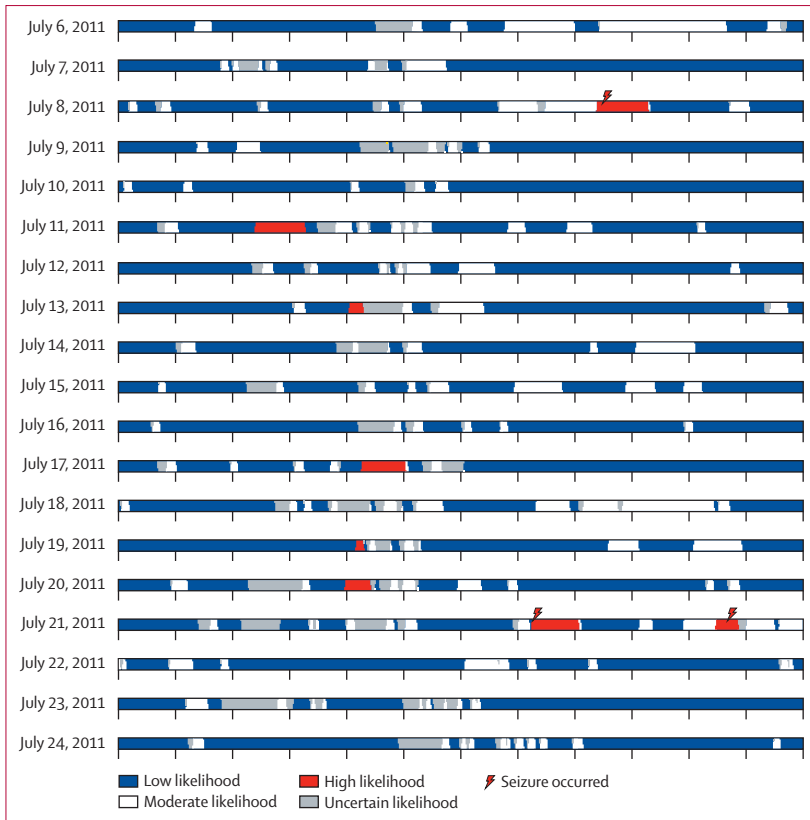 July 6, 2011
July 7, 2011
July 8, 2011
July 9, 2011
July 10, 2011
July 11, 2011
July 12, 2011
July 13, 2011
July 14, 2011
July 15, 2011
July 16, 2011
July 17, 2011
July 18, 2011
July 19, 2011
July 20, 2011
July 21, 2011
July 22, 2011
July 23, 2011
July 24, 2011
Low likelihood High likelihood Seizure occurred
Moderate likelihood Uncertain likelihood